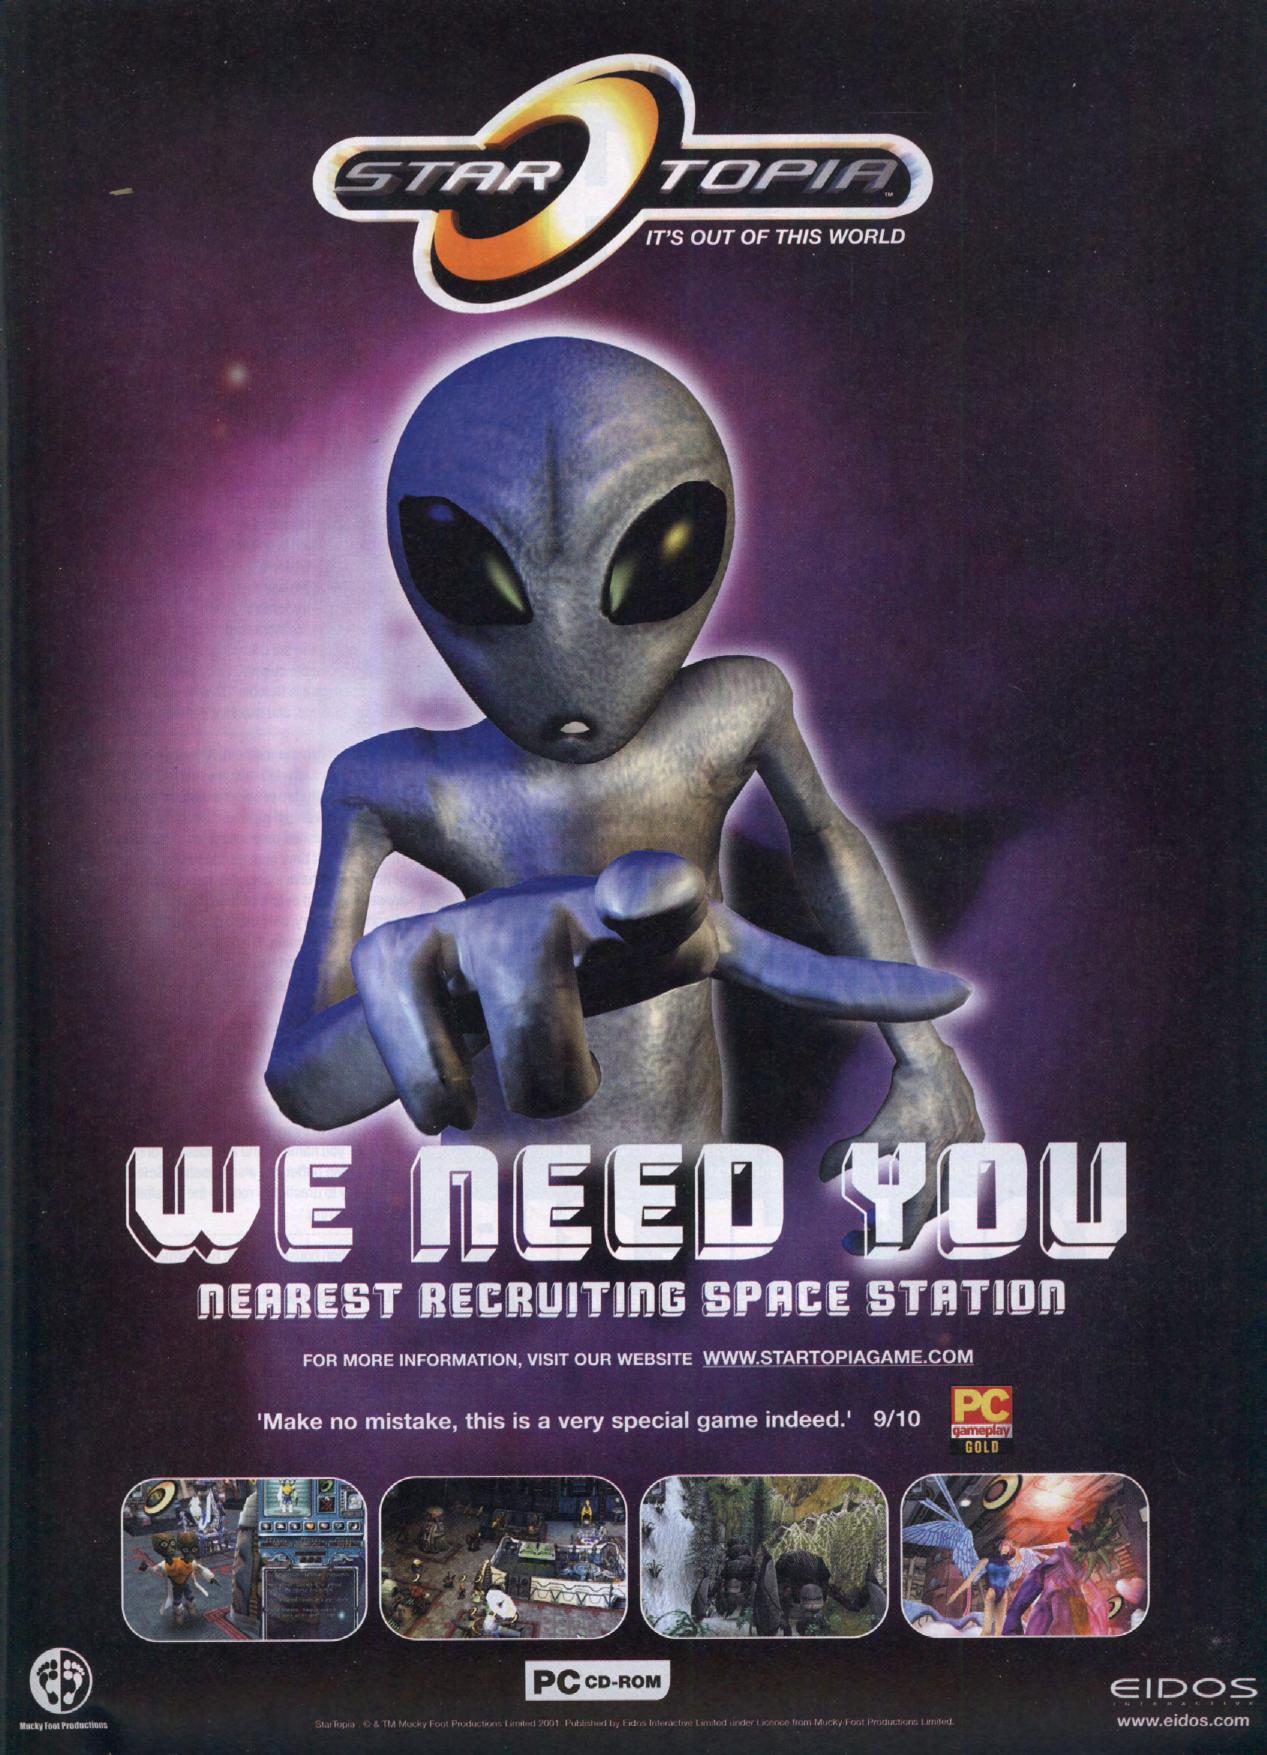 STARTOPIA™
IT'S OUT OF THIS WORLD
WE NEED YOU
NEAREST RECRUITING SPACE STATION
FOR MORE INFORMATION, VISIT OUR WEBSITE WWW.STARTOPIAGAME.COM
'Make no mistake, this is a very special game indeed.' 9/10
PC
gameplay
GOLD
Mucky Foot Productions
PC CD-ROM
StarTopia : © & TM Mucky Foot Productions Limited 2001. Published by Eidos Interactive Limited under Licence from Mucky Foot Productions Limited.
EIDOS
INTERACTIVE
www.eidos.com